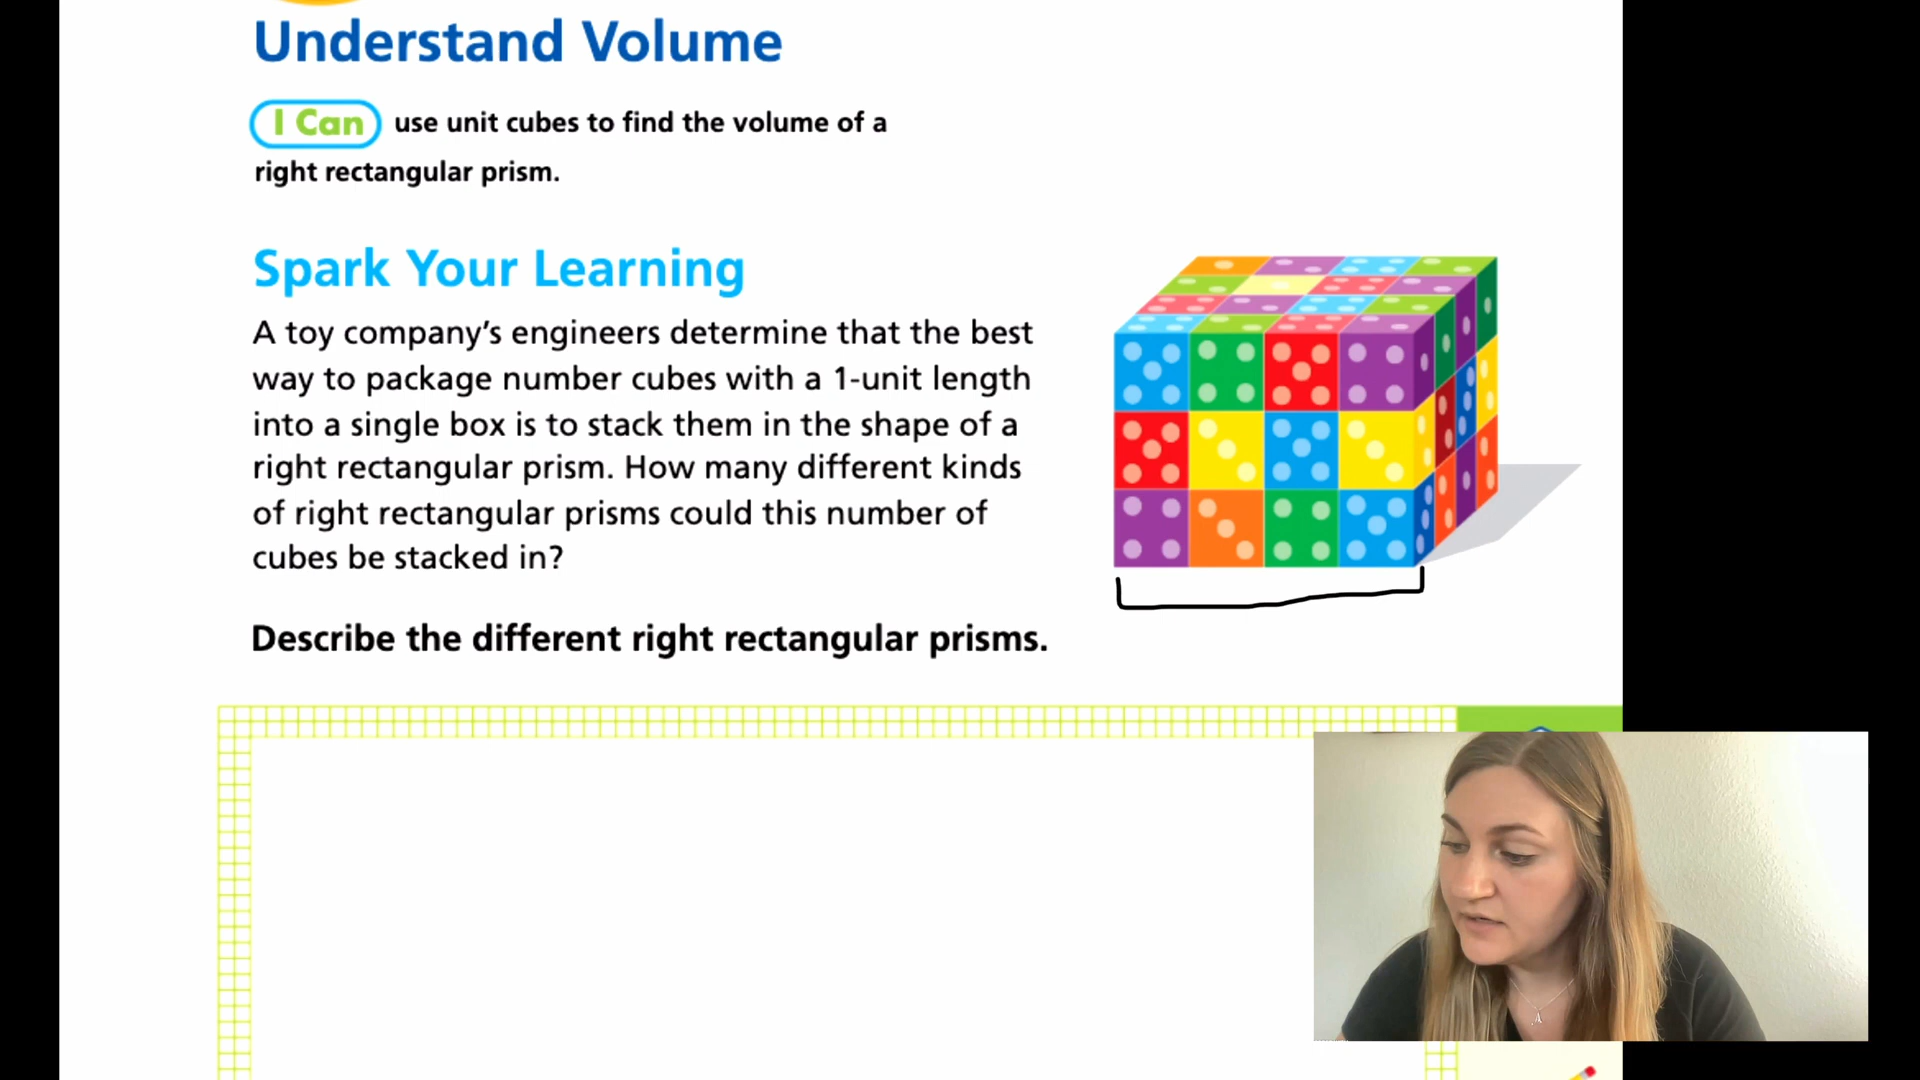 Understand Volume
I Can use unit cubes to find the volume of a
right rectangular prism.
Spark Your Learning
A toy company's engineers determine that the best
way to package number cubes with a 1-unit length
into a single box is to stack them in the shape of a
right rectangular prism. How many different kinds
of right rectangular prisms could this number of
cubes be stacked in?
Describe the different right rectangular prisms.